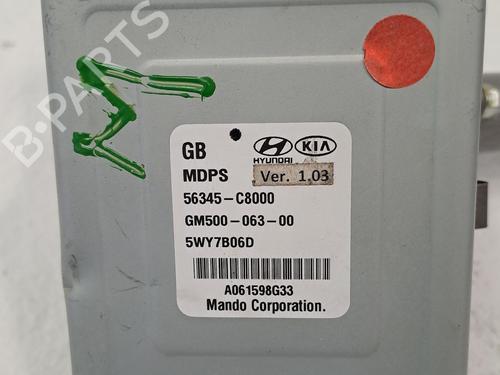 B-PARTS
GB
HYUNDAI
KIA
MDPS
Ver. 1.03
56345-C8000
GM500-063-00
5WY7B06D
A061598G33
Mando Corporation.